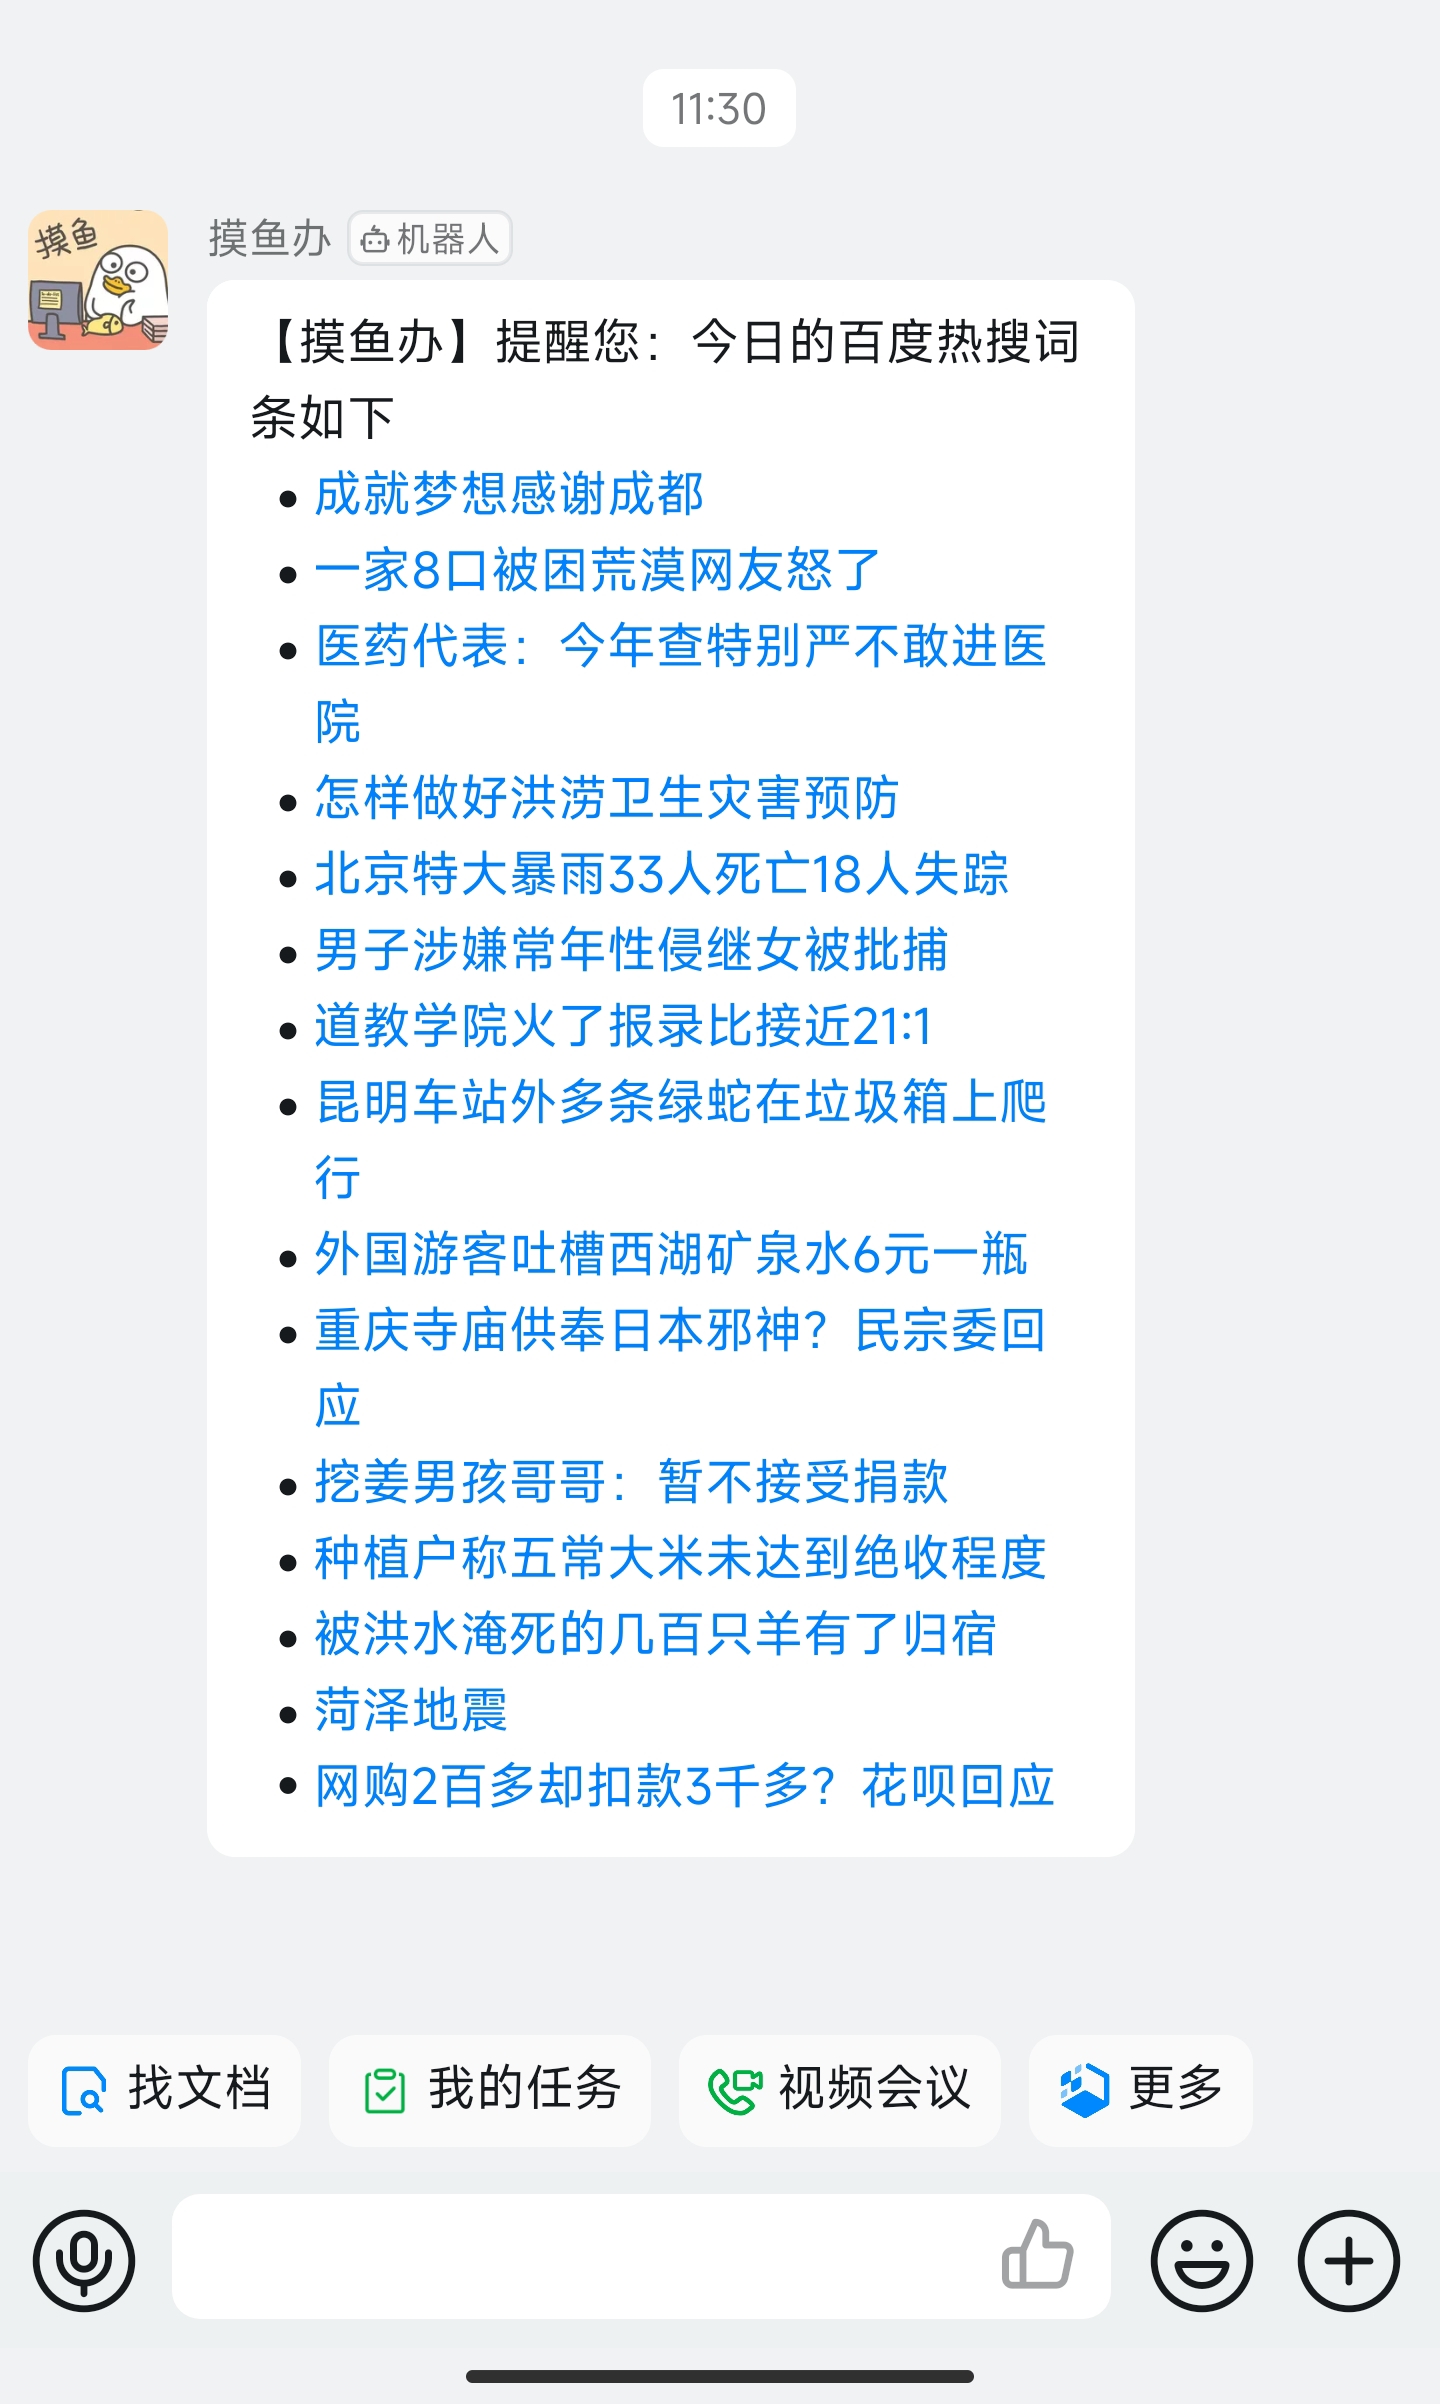 11:30
摸鱼
摸鱼办 机器人
【摸鱼办】提醒您：今日的百度热搜词
条如下
• 成就梦想感谢成都
• 一家8口被困荒漠网友怒了
• 医药代表：今年查特别严不敢进医
院
• 怎样做好洪涝卫生灾害预防
• 北京特大暴雨33人死亡18人失踪
• 男子涉嫌常年性侵继女被批捕
• 道教学院火了报录比接近21:1
• 昆明车站外多条绿蛇在垃圾箱上爬
行
• 外国游客吐槽西湖矿泉水6元一瓶
• 重庆寺庙供奉日本邪神？民宗委回
应
• 挖姜男孩哥哥：暂不接受捐款
• 种植户称五常大米未达到绝收程度
• 被洪水淹死的几百只羊有了归宿
• 菏泽地震
• 网购2百多却扣款3千多？花呗回应
找文档 我的任务 视频会议 更多